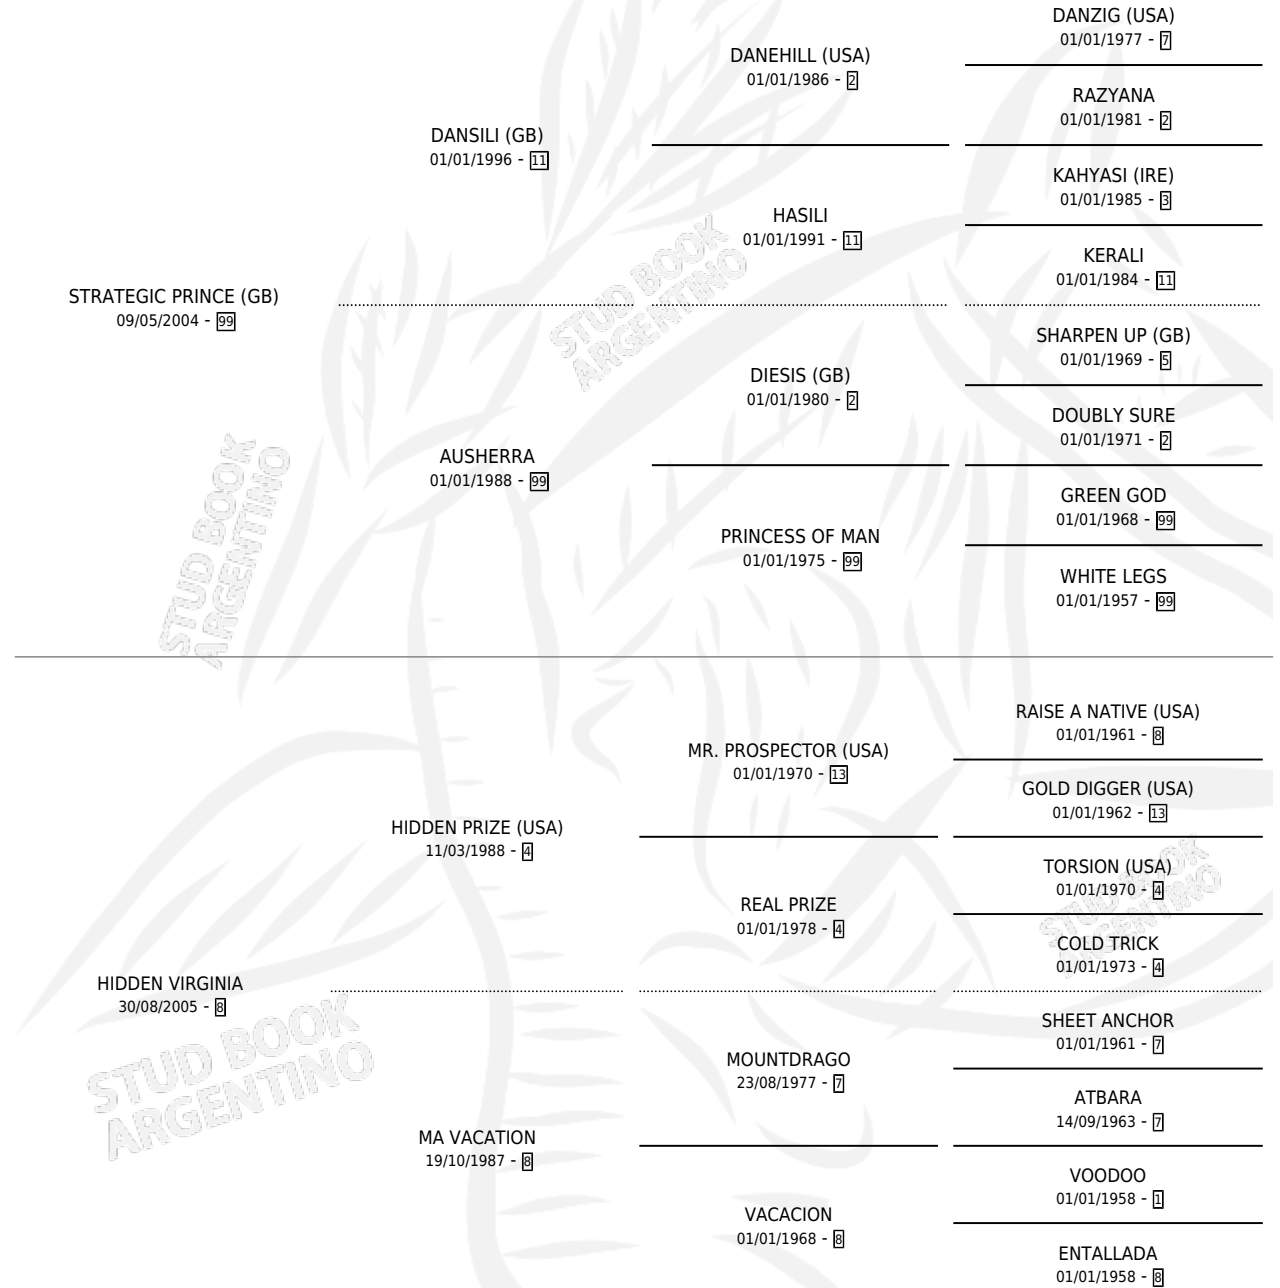 DANZIG (USA)
01/01/1977 - 7
DANEHILL (USA)
01/01/1986 - 2
RAZYANA
01/01/1981 - 2
DANSILI (GB)
01/01/1996 - 11
KAHYASI (IRE)
01/01/1985 - 3
HASILI
01/01/1991 - 11
KERALI
01/01/1984 - 11
STRATEGIC PRINCE (GB)
09/05/2004 - 99
SHARPEN UP (GB)
01/01/1969 - 5
DIESIS (GB)
01/01/1980 - 2
DOUBLY SURE
01/01/1971 - 2
AUSHERRA
01/01/1988 - 99
GREEN GOD
01/01/1968 - 99
PRINCESS OF MAN
01/01/1975 - 99
WHITE LEGS
01/01/1957 - 99
RAISE A NATIVE (USA)
01/01/1961 - 8
MR. PROSPECTOR (USA)
01/01/1970 - 13
GOLD DIGGER (USA)
01/01/1962 - 13
HIDDEN PRIZE (USA)
11/03/1988 - 4
TORSION (USA)
01/01/1970 - 4
REAL PRIZE
01/01/1978 - 4
COLD TRICK
01/01/1973 - 4
HIDDEN VIRGINIA
30/08/2005 - 8
SHEET ANCHOR
01/01/1961 - 7
MOUNTDRAGO
23/08/1977 - 7
ATBARA
14/09/1963 - 7
MA VACATION
19/10/1987 - 8
VOODOO
01/01/1958 - 1
VACACION
01/01/1968 - 8
ENTALLADA
01/01/1958 - 8
STUD BOOK
ARGENTINO
STUD BOOK
ARGENTINO
STUD BOOK
ARGENTINO
STUD BOOK
ARGENTINO